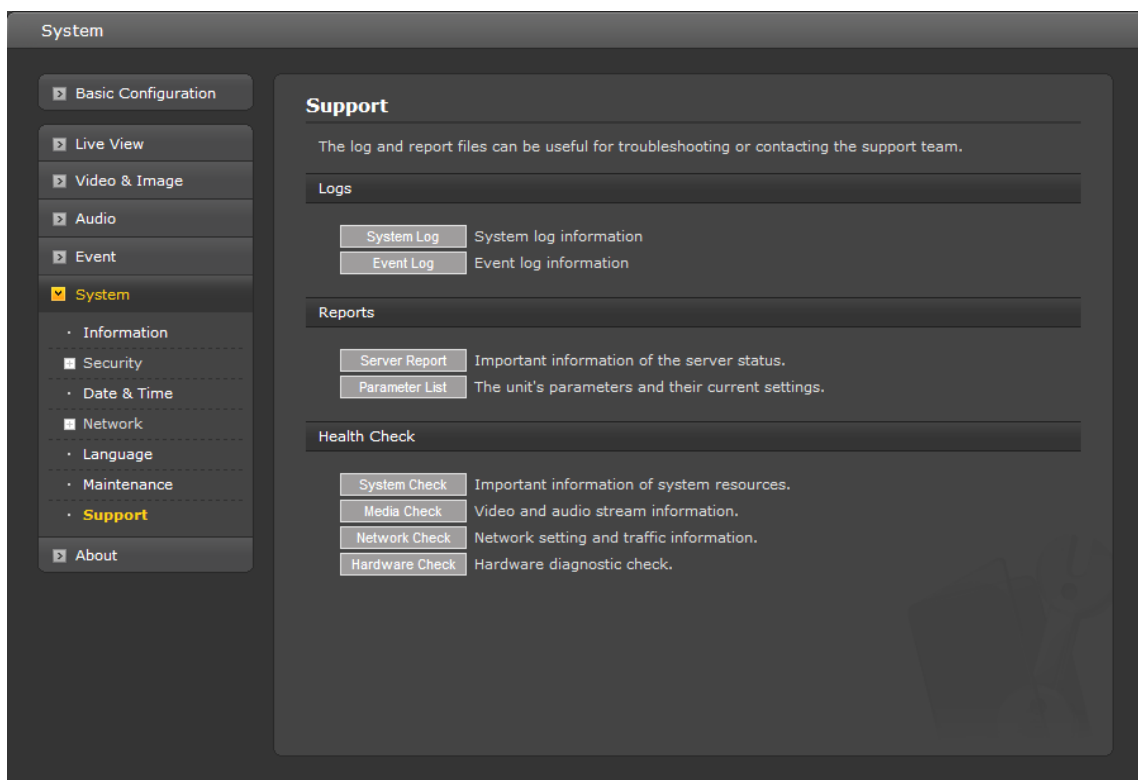 System
Basic Configuration
Live View
Video & Image
Audio
Event
System
· Information
Security
· Date & Time
Network
· Language
· Maintenance
· Support
About
Support
The log and report files can be useful for troubleshooting or contacting the support team.
Logs
System Log System log information
Event Log Event log information
Reports
Server Report Important information of the server status.
Parameter List The unit's parameters and their current settings.
Health Check
System Check Important information of system resources.
Media Check Video and audio stream information.
Network Check Network setting and traffic information.
Hardware Check Hardware diagnostic check.